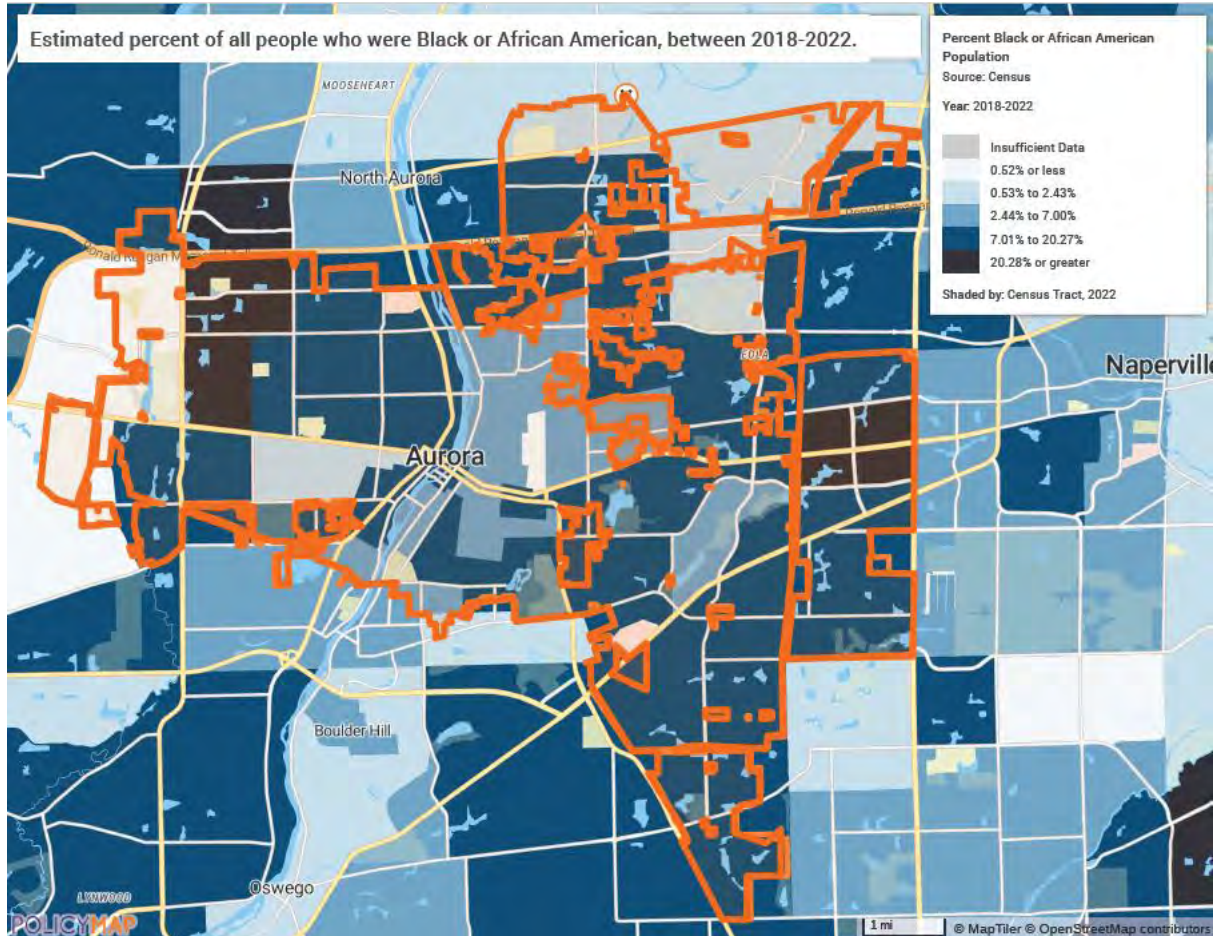 Estimated percent of all people who were Black or African American, between 2018-2022.
Percent Black or African American
Population
Source: Census
Year: 2018-2022
Insufficient Data
0.52% or less
0.53% to 2.43%
2.44% to 7.00%
7.01% to 20.27%
20.28% or greater
Shaded by: Census Tract, 2022
MOOSEHEART
North Aurora
Ronald Reagan
EOLA
Naperville
Aurora
Boulder Hill
Oswego
LYNWOOD
POLICYMAP
1 mi
© MapTiler © OpenStreetMap contributors